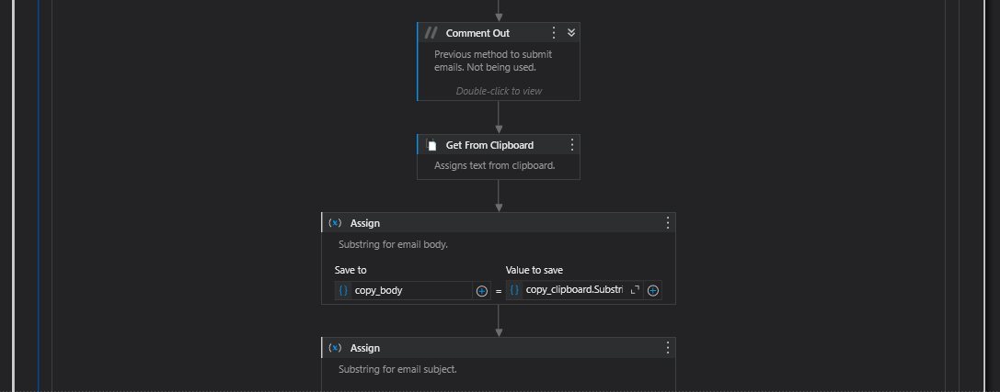 Comment Out
Previous method to submit
emails. Not being used.
Double-click to view
Get From Clipboard
Assigns text from clipboard.
Assign
Substring for email body.
Save to Value to save
copy_body = copy_clipboard.Substri
Assign
Substring for email subject.